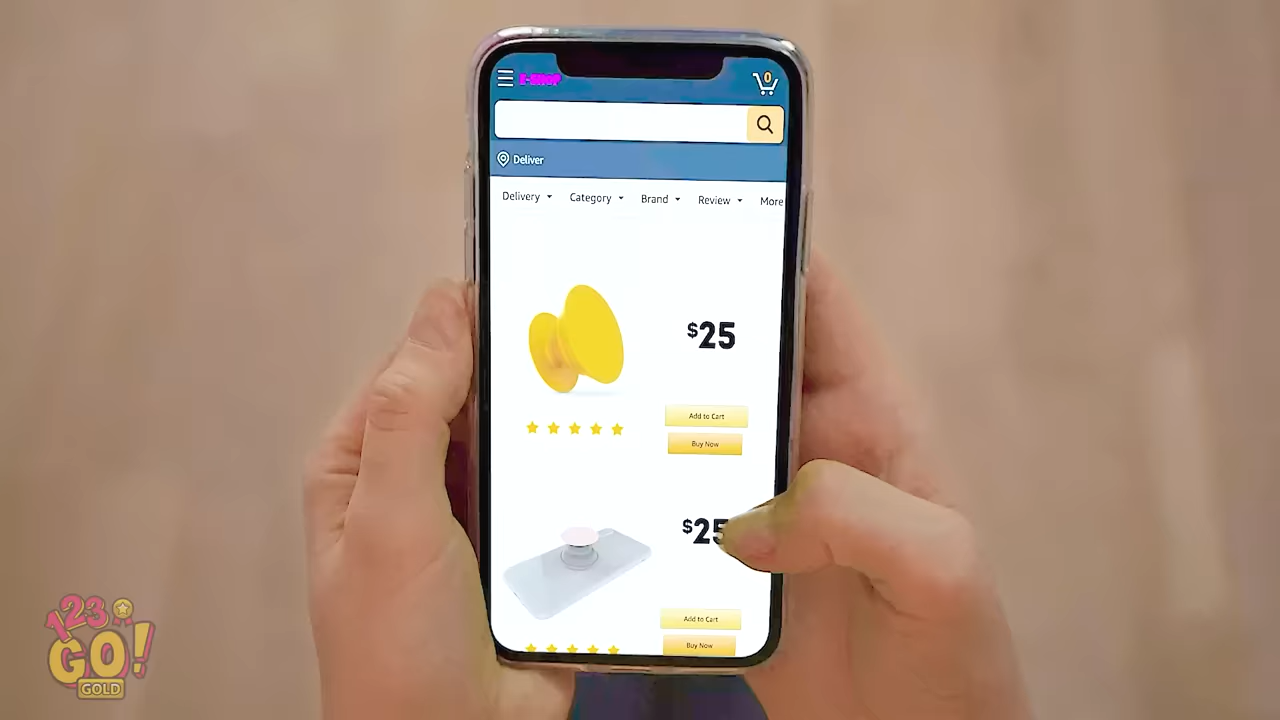 E-SHOP
0
Deliver
Delivery
Category
Brand
Review
More
$25
Add to Cart
Buy Now
$25
Add to Cart
Buy Now
123
GO!
GOLD